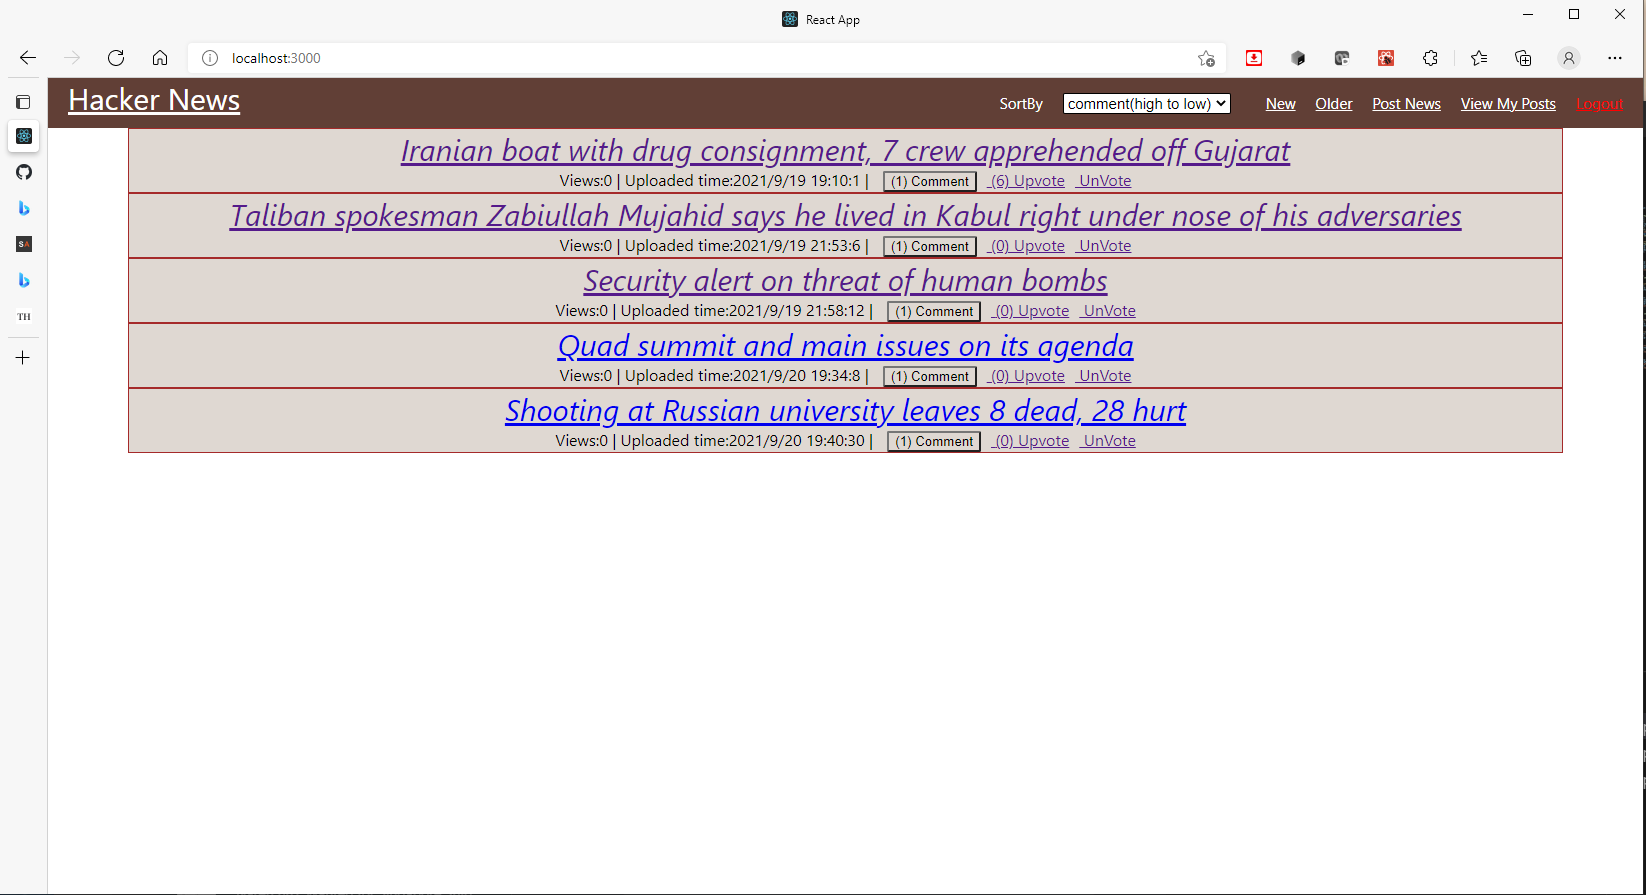 React App
localhost:3000
Hacker News SortBy comment(high to low) New Older Post News View My Posts Logout
Iranian boat with drug consignment, 7 crew apprehended off Gujarat
Views:0 | Uploaded time:2021/9/19 19:10:1 | (1) Comment (6) Upvote UnVote
Taliban spokesman Zabiullah Mujahid says he lived in Kabul right under nose of his adversaries
Views:0 | Uploaded time:2021/9/19 21:53:6 | (1) Comment (0) Upvote UnVote
Security alert on threat of human bombs
Views:0 | Uploaded time:2021/9/19 21:58:12 | (1) Comment (0) Upvote UnVote
TH
Quad summit and main issues on its agenda
Views:0 | Uploaded time:2021/9/20 19:34:8 | (1) Comment (0) Upvote UnVote
Shooting at Russian university leaves 8 dead, 28 hurt
Views:0 | Uploaded time:2021/9/20 19:40:30 | (1) Comment (0) Upvote UnVote